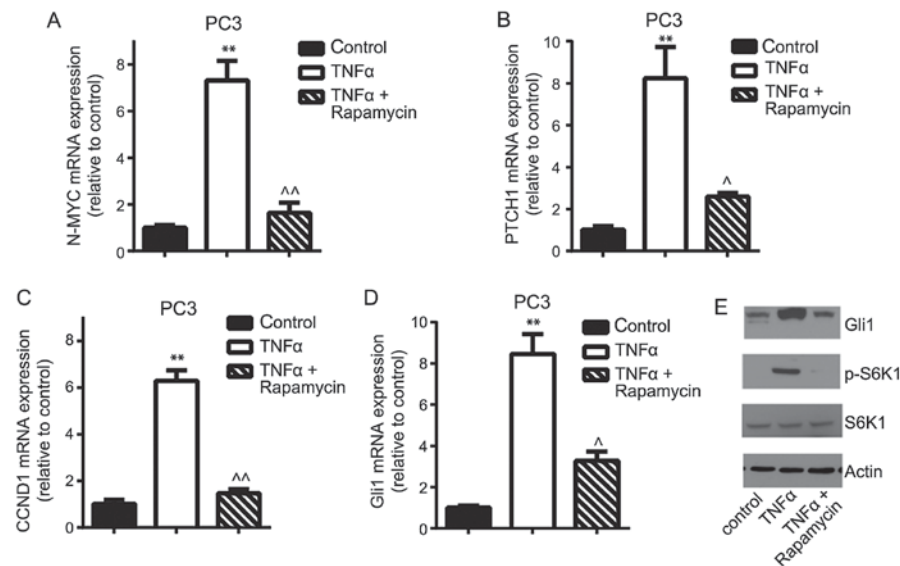 A
PC3
N-MYC mRNA expression
(relative to control)
8
6
4
2
0
**
^^
Control
TNFα
TNFα +
Rapamycin
B
PC3
PTCH1 mRNA expression
(relative to control)
10
8
6
4
2
0
**
^
Control
TNFα
TNFα +
Rapamycin
C
PC3
CCND1 mRNA expression
(relative to control)
8
6
4
2
0
**
^^
Control
TNFα
TNFα +
Rapamycin
D
PC3
Gli1 mRNA expression
(relative to control)
10
8
6
4
2
0
**
^
Control
TNFα
TNFα +
Rapamycin
E
Gli1
p-S6K1
S6K1
Actin
control
TNFα
TNFα +
Rapamycin